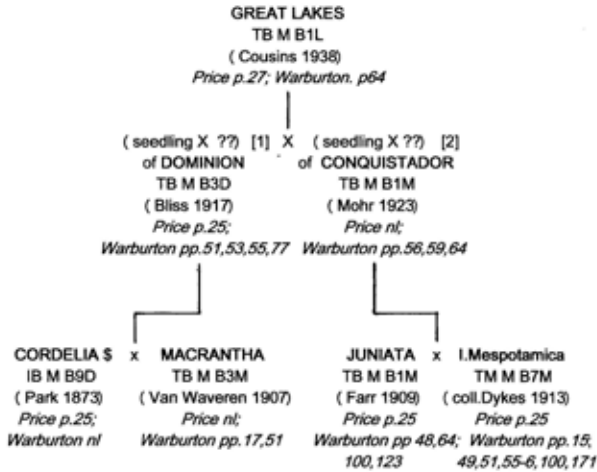 GREAT LAKES
TB M B1L
( Cousins 1938)
Price p.27; Warburton. p64
( seedling X ??) [1] X ( seedling X ??) [2]
of DOMINION of CONQUISTADOR
TB M B3D TB M B1M
( Bliss 1917) ( Mohr 1923)
Price p.25; Price nl;
Warburton pp.51,53,55,77 Warburton pp.56,59,64
CORDELIA $ x MACRANTHA JUNIATA x I.Mespotamica
IB M B9D TB M B3M TB M B1M TM M B7M
( Park 1873) ( Van Waveren 1907) ( Farr 1909) ( coll.Dykes 1913)
Price p.25; Price nl; Price p.25 Price p.25
Warburton nl Warburton pp.17,51 Warburton pp 48,64; Warburton pp.15;
100,123 49,51,55-6,100,171